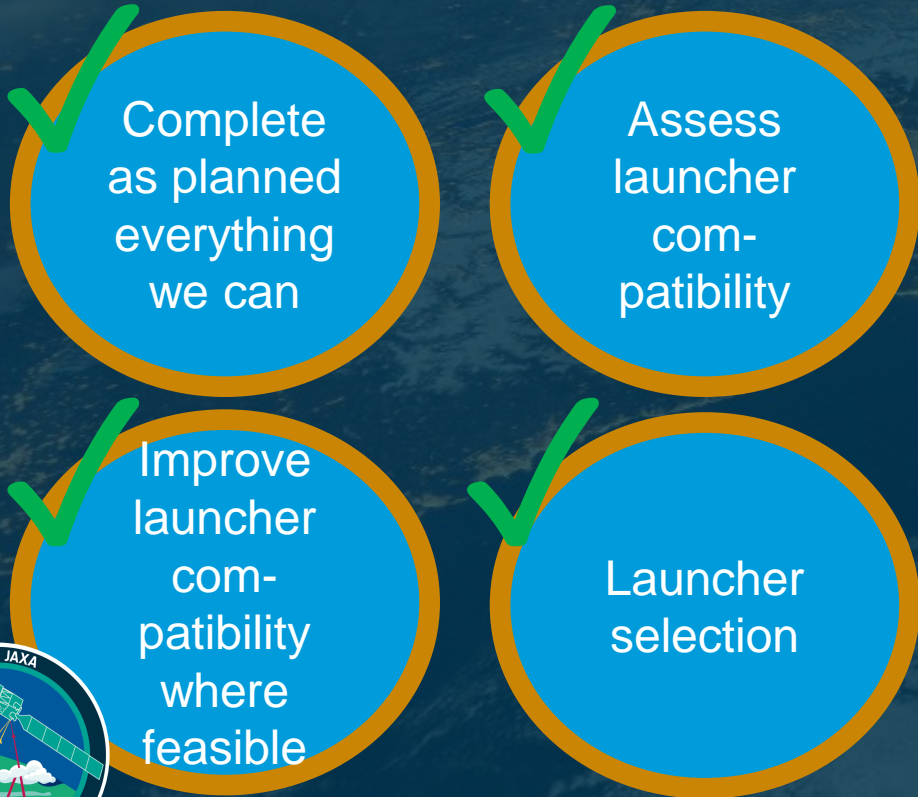 Complete
as planned
everything
we can
Assess
launcher
com-
patibility
Improve
launcher
com-
patibility
where
feasible
Launcher
selection
JAXA